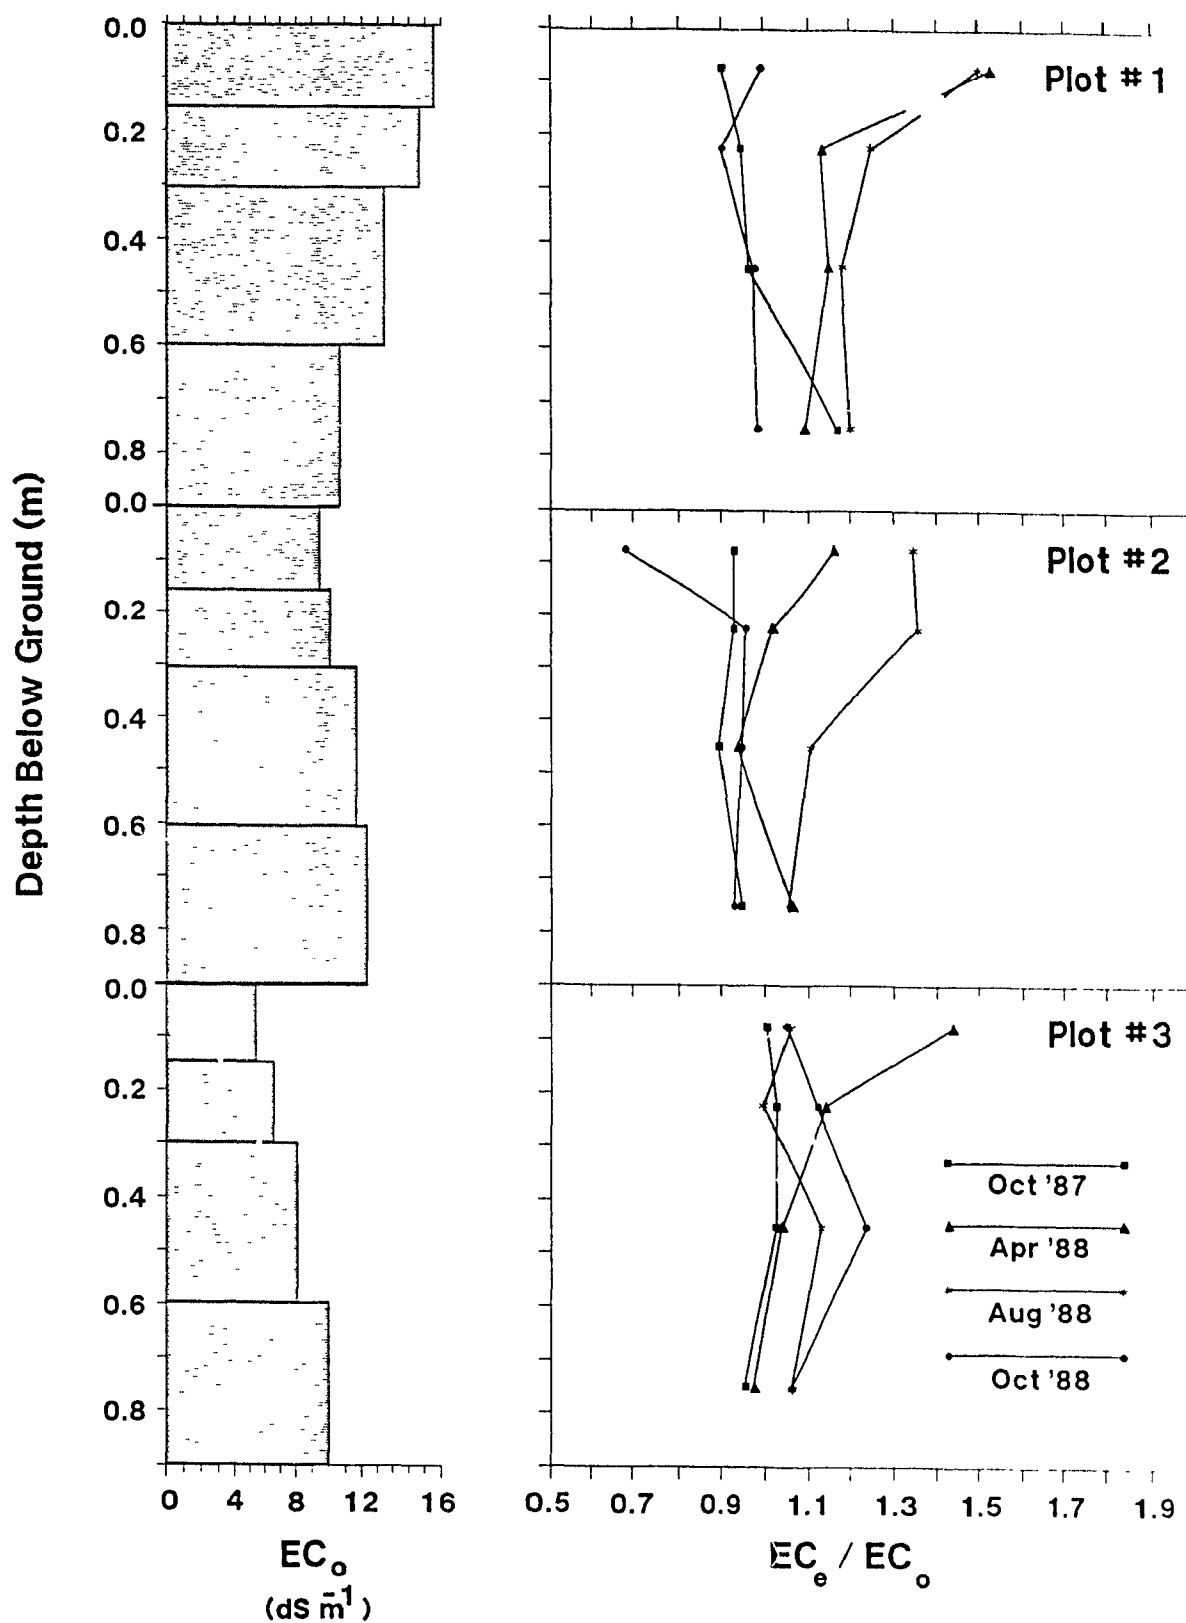 Depth Below Ground (m)
0.0
0.2
0.4
0.6
0.8
0.0
0.2
0.4
0.6
0.8
0.0
0.2
0.4
0.6
0.8
0 4 8 12 16
EC₀
(dS m̄¹)
Plot #1
Plot #2
Plot #3
Oct '87
Apr '88
Aug '88
Oct '88
0.5 0.7 0.9 1.1 1.3 1.5 1.7 1.9
ECₑ / EC₀